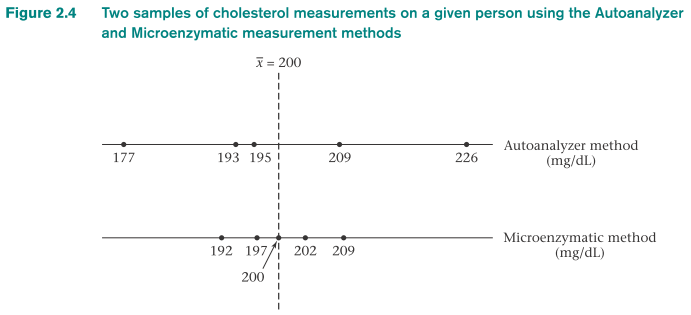 Figure 2.4 Two samples of cholesterol measurements on a given person using the Autoanalyzer
and Microenzymatic measurement methods
x̄ = 200
177 193 195 209 226 Autoanalyzer method
(mg/dL)
192 197 202 209 Microenzymatic method
(mg/dL)
200